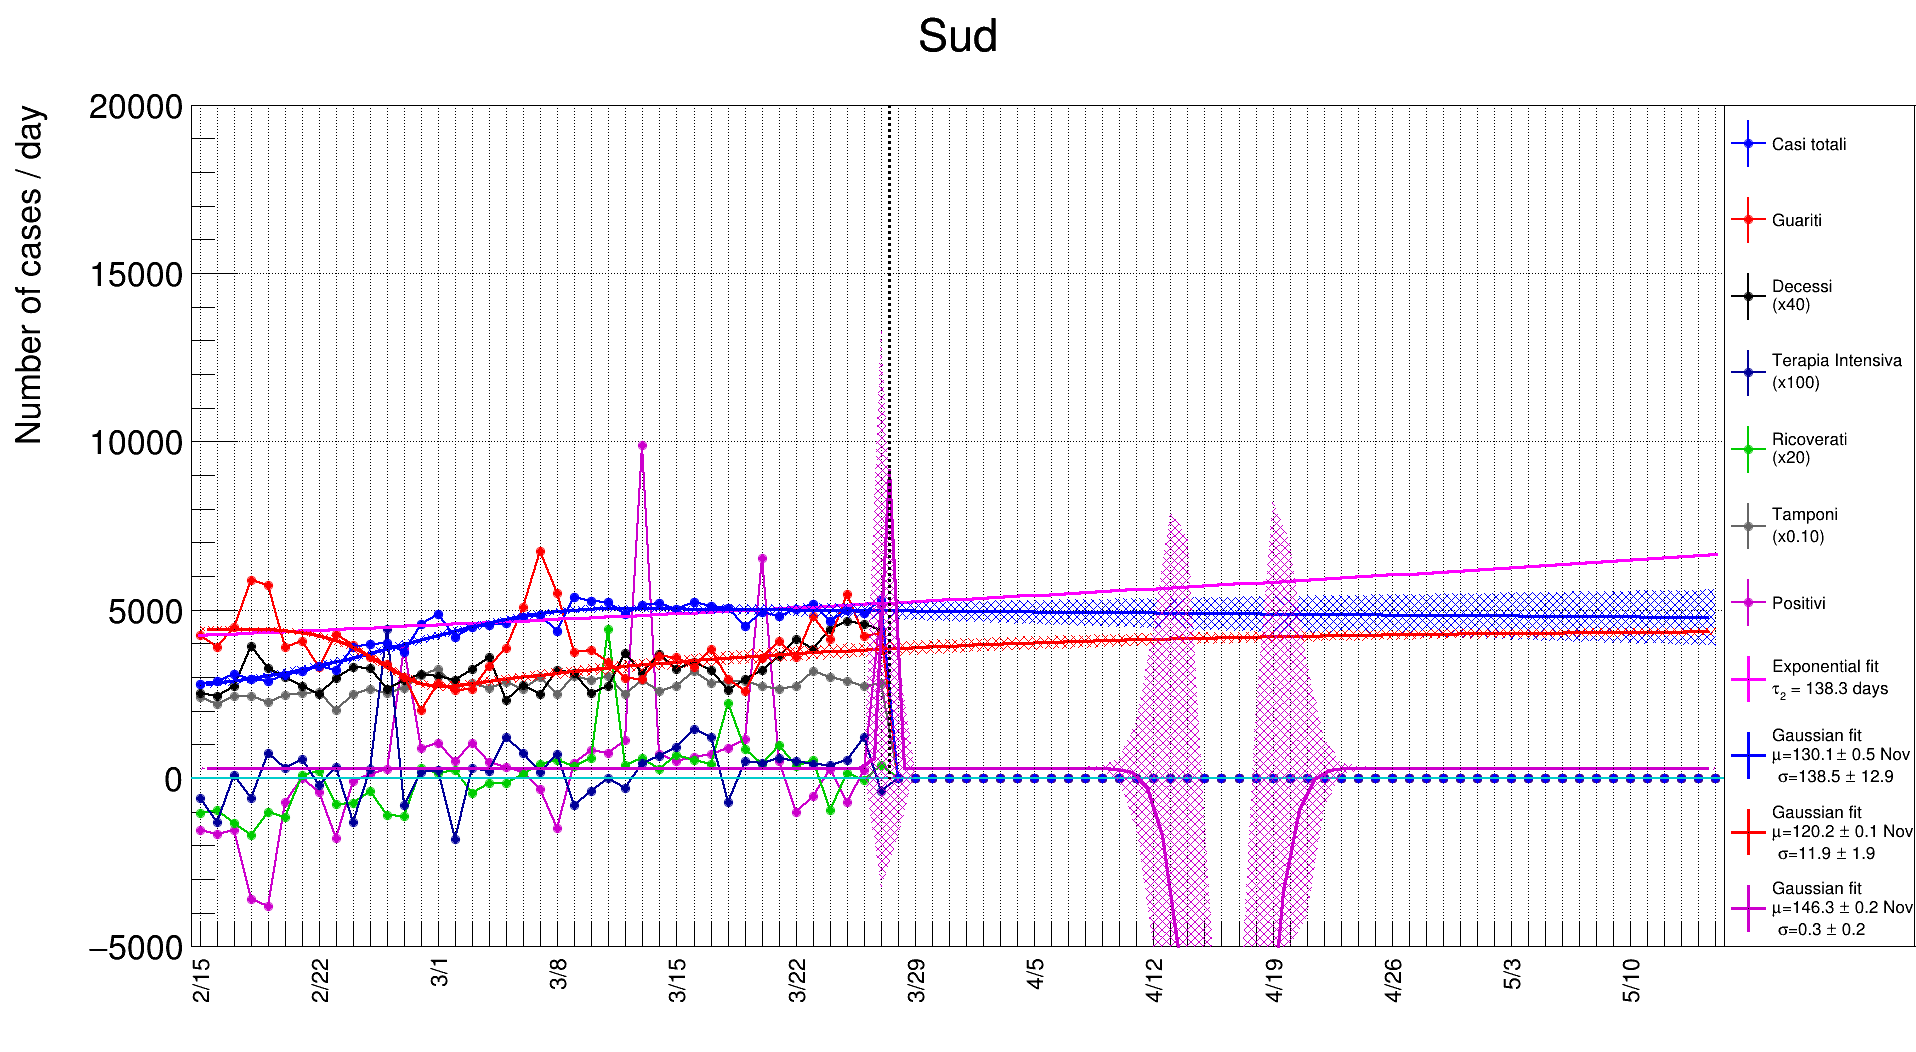 Sud
Number of cases / day
20000
15000
10000
5000
0
−5000
2/15
2/22
3/1
3/8
3/15
3/22
3/29
4/5
4/12
4/19
4/26
5/3
5/10
Casi totali
Guariti
Decessi
(x40)
Terapia Intensiva
(x100)
Ricoverati
(x20)
Tamponi
(x0.10)
Positivi
Exponential fit
τ2 = 138.3 days
Gaussian fit
μ=130.1 ± 0.5 Nov
σ=138.5 ± 12.9
Gaussian fit
μ=120.2 ± 0.1 Nov
σ=11.9 ± 1.9
Gaussian fit
μ=146.3 ± 0.2 Nov
σ=0.3 ± 0.2